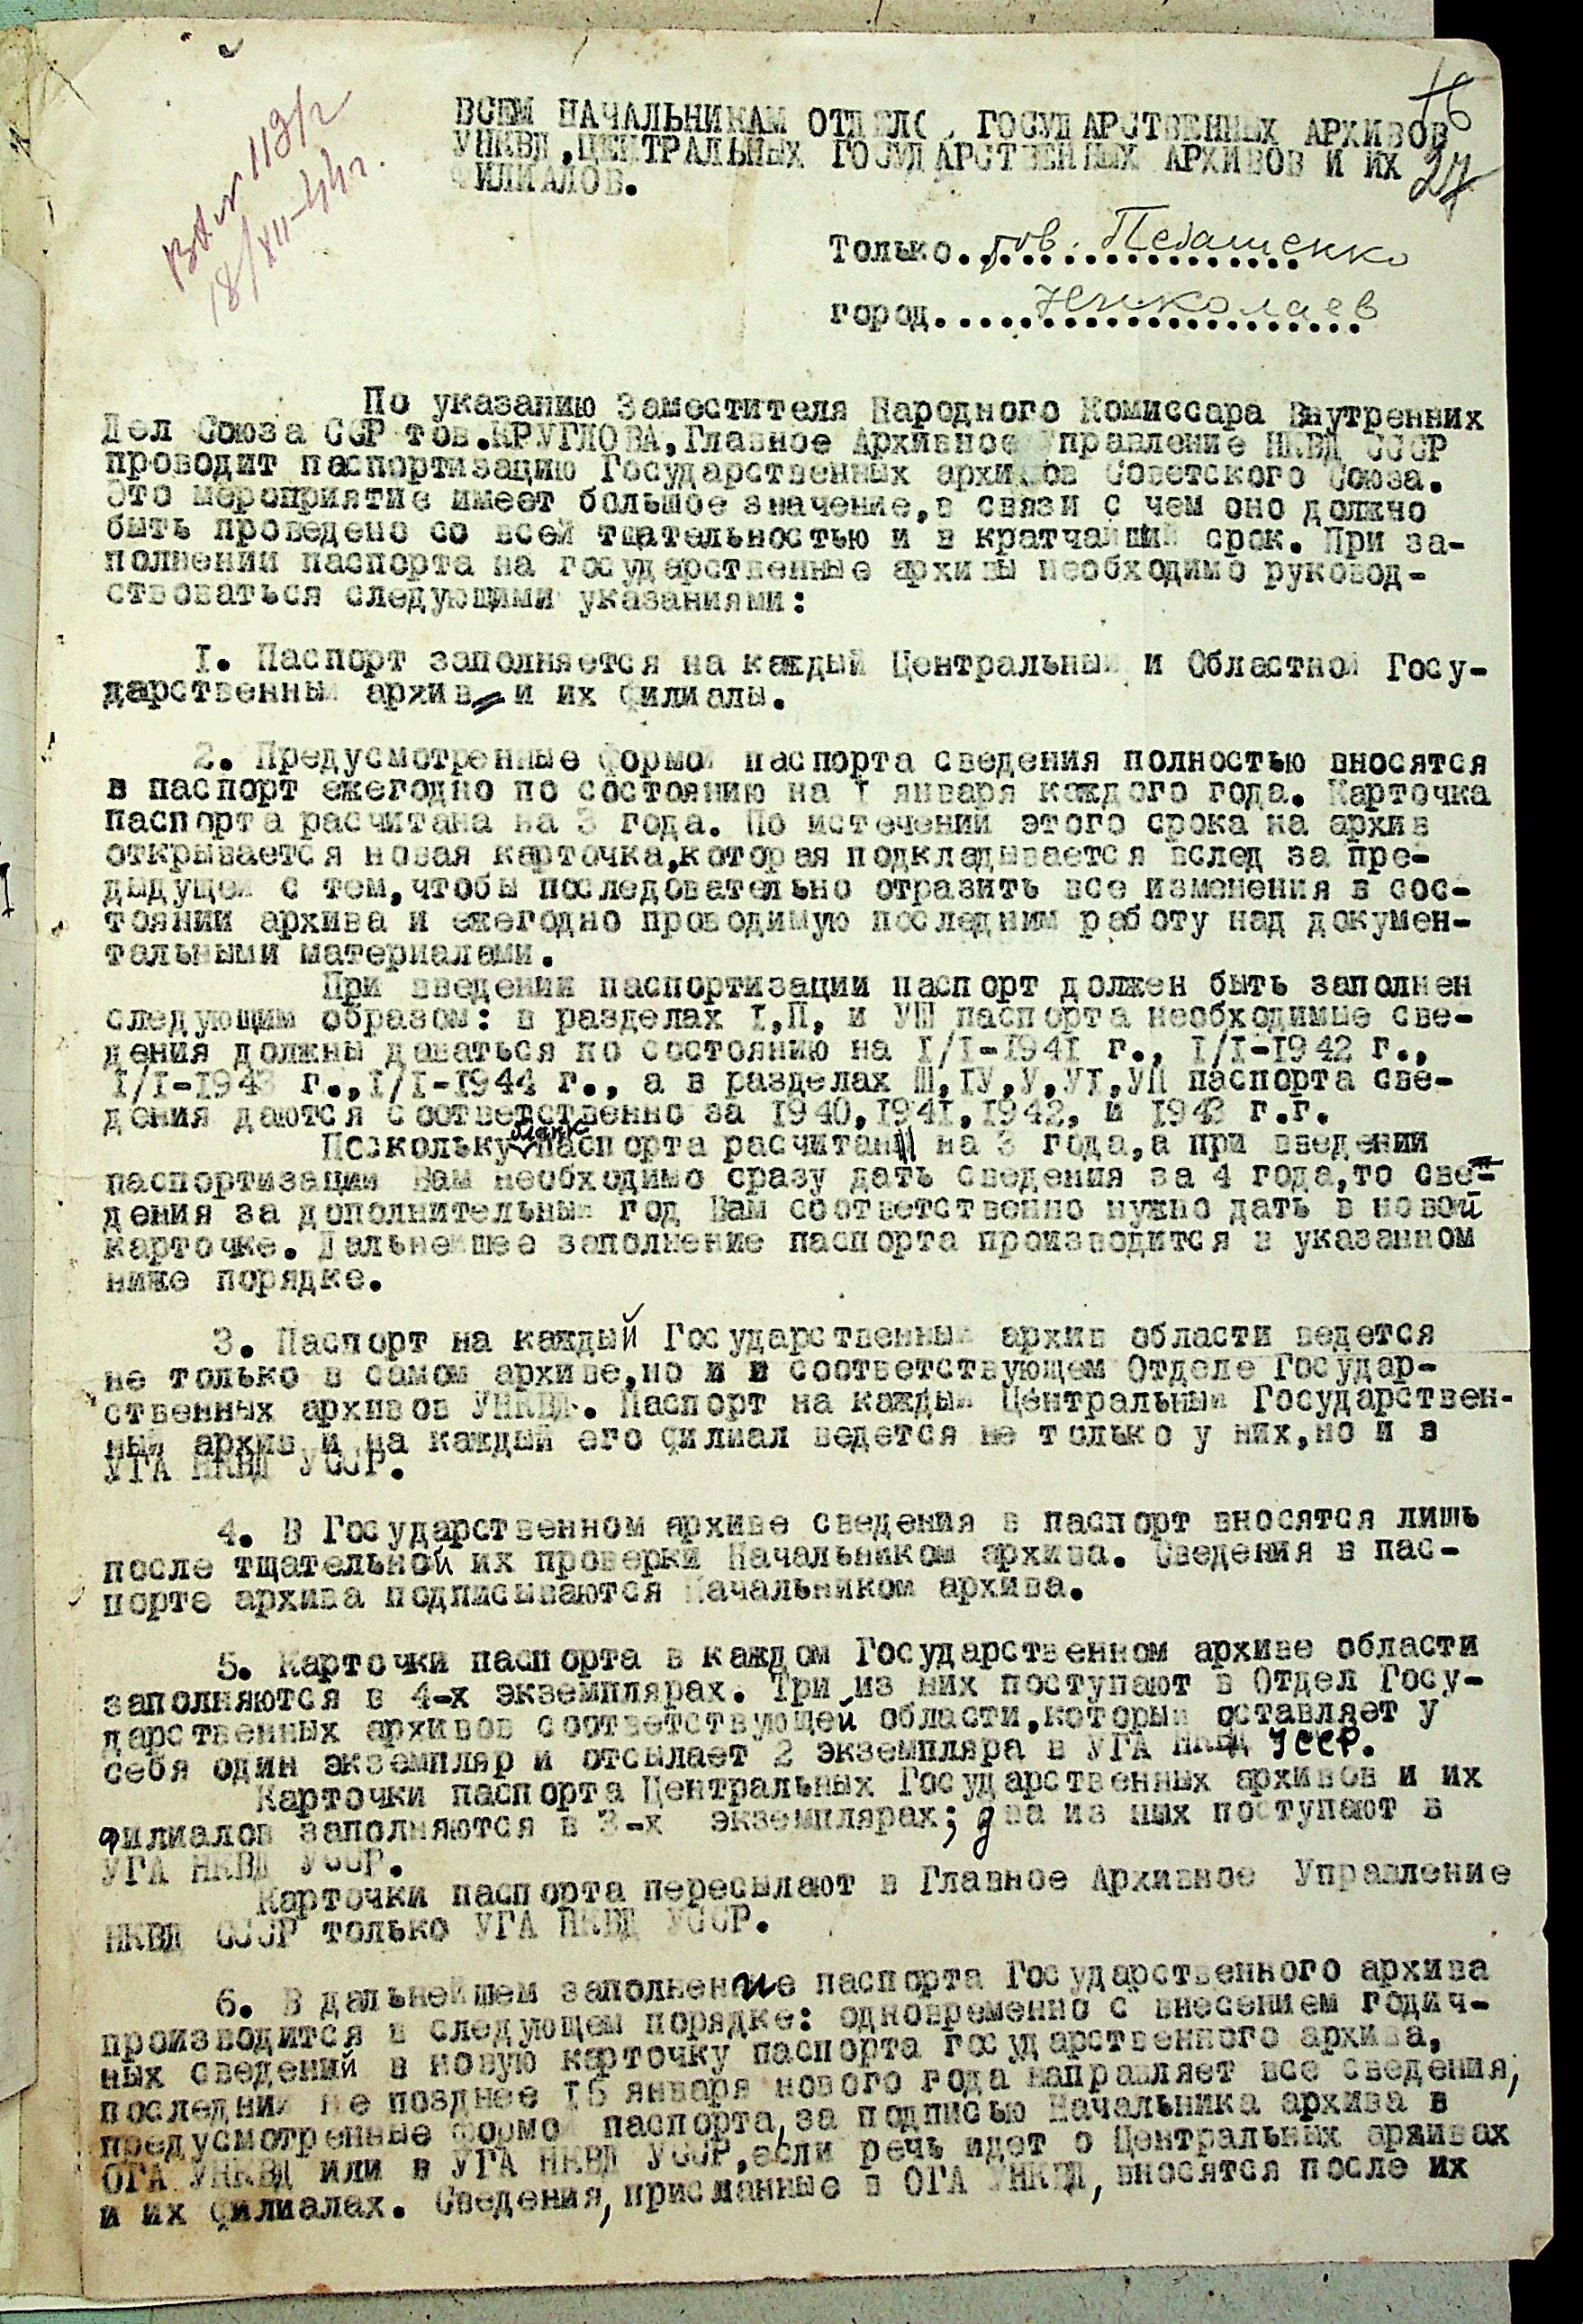 16
27
Вх № 113/г
18/XII-44г.
ВСЕМ НАЧАЛЬНИКАМ ОТДЕЛО , ГОСУДАРСТВЕННЫХ АРХИВОВ
УНКВД,ЦЕНТРАЛЬНЫХ ГОСУДАРСТВЕННЫХ АРХИВОВ И ИХ
ФИЛИАЛОВ.
Только..тов.
город....Николаев
По указанию Заместителя Народного Комиссара Внутренних
Дел Союза ССР тов.КРУГЛОВА,Главное Архивное Управление НКВД СССР
проводит паспортизацию Государственных архивов Советского Союза.
Это мероприятие имеет большое значение,в связи с чем оно должно
быть проведено со всей тщательностью и в кратчайший срок. При за-
полнении паспорта на государственные архивы необходимо руковод-
ствоваться следующими указаниями:
I. Паспорт заполняется на каждый Центральный и Областной Госу-
дарственный архив и их филиалы.
2. Предусмотренные формой паспорта сведения полностью вносятся
в паспорт ежегодно по состоянию на I января каждого года. Карточка
паспорта расчитана на 3 года. По истечении этого срока на архив
открывается новая карточка,которая подкладывается вслед за пре-
дыдущей с тем,чтобы последовательно отразить все изменения в сос-
тоянии архива и ежегодно проводимую последним работу над докумен-
тальными материалами.
При введении паспортизации паспорт должен быть заполнен
следующим образом: в разделах I,П, и УШ паспорта необходимые све-
дения должны даваться по состоянию на I/I-1941 г., I/I-1942 г.,
I/I-1943 г.,I/I-1944 г., а в разделах Ш,IУ,У,УI,УП паспорта све-
дения даются соответственно за 1940,1941,1942, и 1943 г.г.
Поскольку бланк паспорта расчитан на 3 года,а при введении
паспортизации Вам необходимо сразу дать сведения за 4 года,то све-
дения за дополнительный год Вам соответственно нужно дать в новой
карточке. Дальнейшее заполнение паспорта производится в указанном
ниже порядке.
3. Паспорт на каждый Государственный архив области ведется
не только в самом архиве,но и в соответствующем Отделе Государ-
ственных архивов УНКВД. Паспорт на каждый Центральный Государствен-
ный архив и на каждый его филиал ведется не только у них,но и в
УГА НКВД УССР.
4. В Государственном архиве сведения в паспорт вносятся лишь
после тщательной их проверки Начальником архива. Сведения в пас-
порте архива подписываются Начальником архива.
5. Карточки паспорта в каждом Государственном архиве области
заполняются в 4-х экземплярах. Три из них поступают в Отдел Госу-
дарственных архивов соответствующей области,который оставляет у
себя один экземпляр и отсылает 2 экземпляра в УГА НКВД УССР.
Карточки паспорта Центральных Государственных архивов и их
филиалов заполняются в 3-х экземплярах; два из ных поступают в
УГА НКВД УССР.
Карточки паспорта пересылают в Главное Архивное Управление
НКВД СССР только УГА НКВД УССР.
6. В дальнейшем заполнение паспорта Государственного архива
производится в следующем порядке: одновременно с внесением годич-
ных сведений в новую карточку паспорта государственного архива,
последний не позднее 15 января нового года направляет все сведения,
предусмотренные формой паспорта,за подписью Начальника архива в
ОГА УНКВД или в УГА НКВД УССР,если речь идет о Центральных архивах
и их филиалах. Сведения, присланные в ОГА УНКВД, вносятся после их